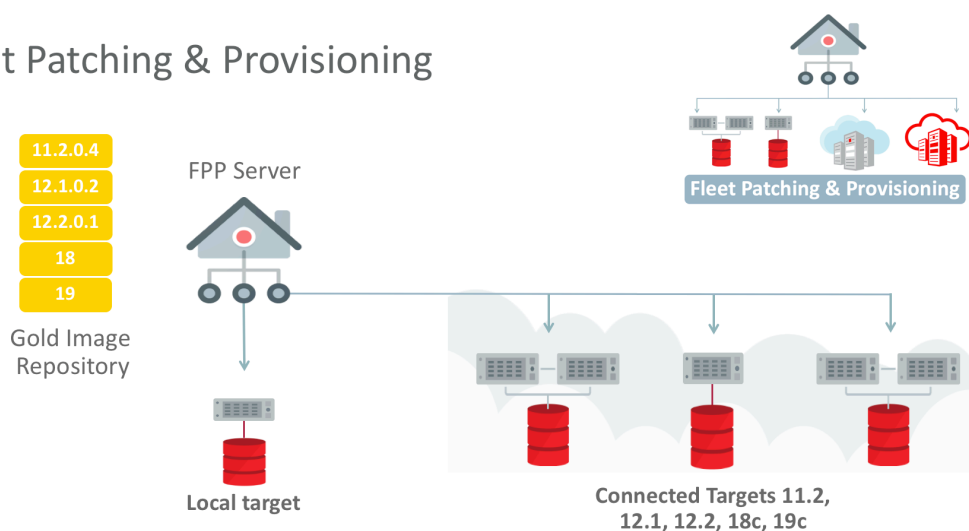 t Patching & Provisioning
11.2.0.4
12.1.0.2
12.2.0.1
18
19
Gold Image
Repository
FPP Server
Local target
Fleet Patching & Provisioning
Connected Targets 11.2,
12.1, 12.2, 18c, 19c